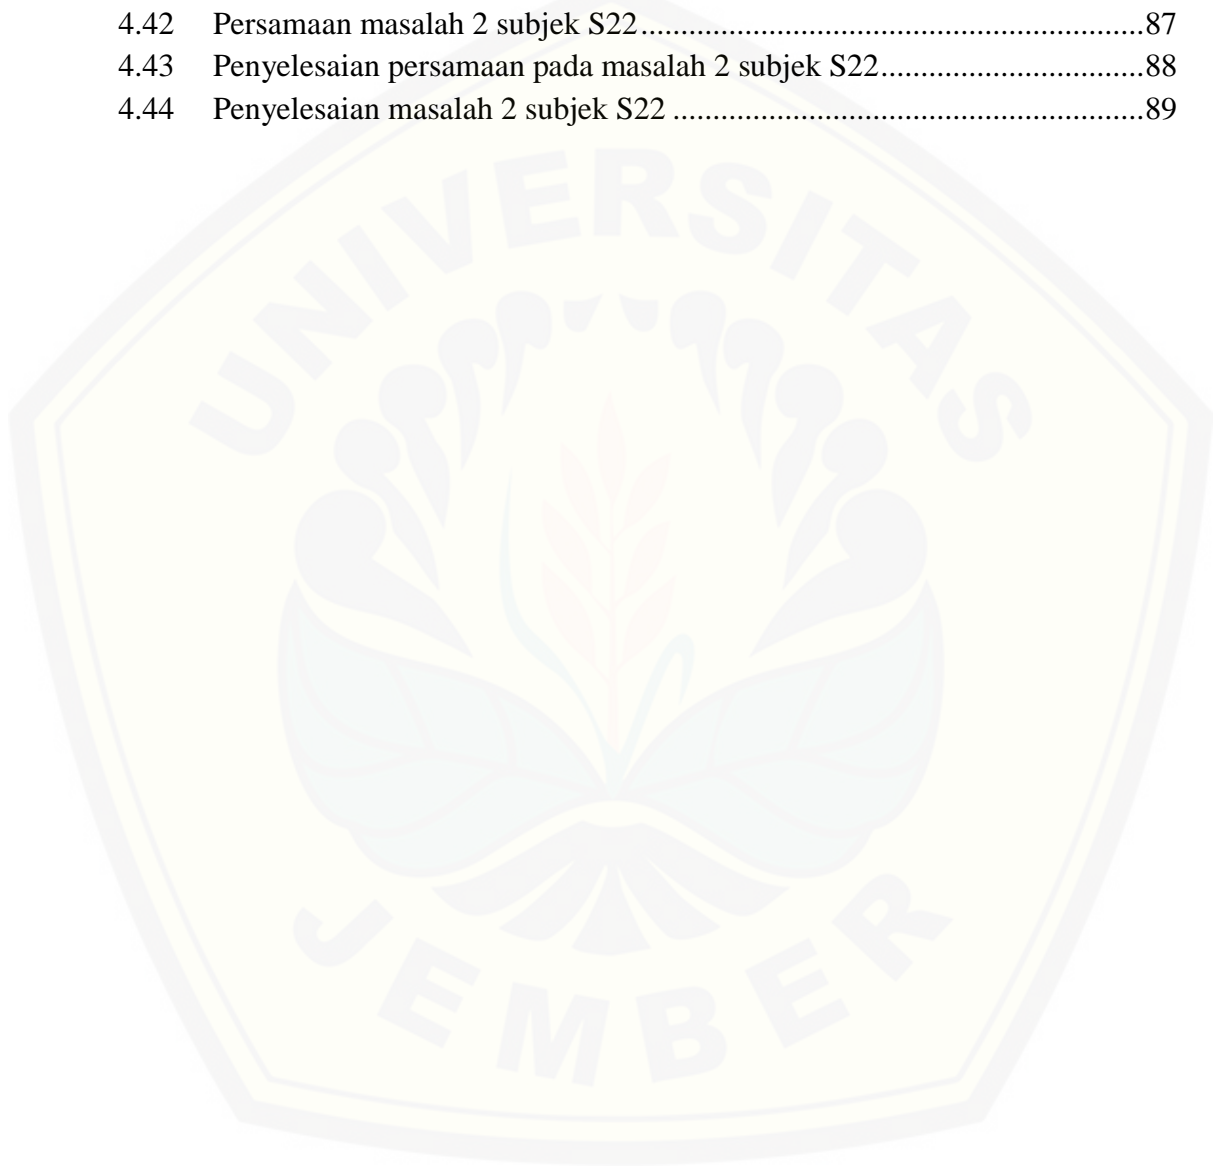 4.42 Persamaan masalah 2 subjek S22................................................................87
4.43 Penyelesaian persamaan pada masalah 2 subjek S22.................................88
4.44 Penyelesaian masalah 2 subjek S22 ............................................................89
UNIVERSITAS
JEMBER